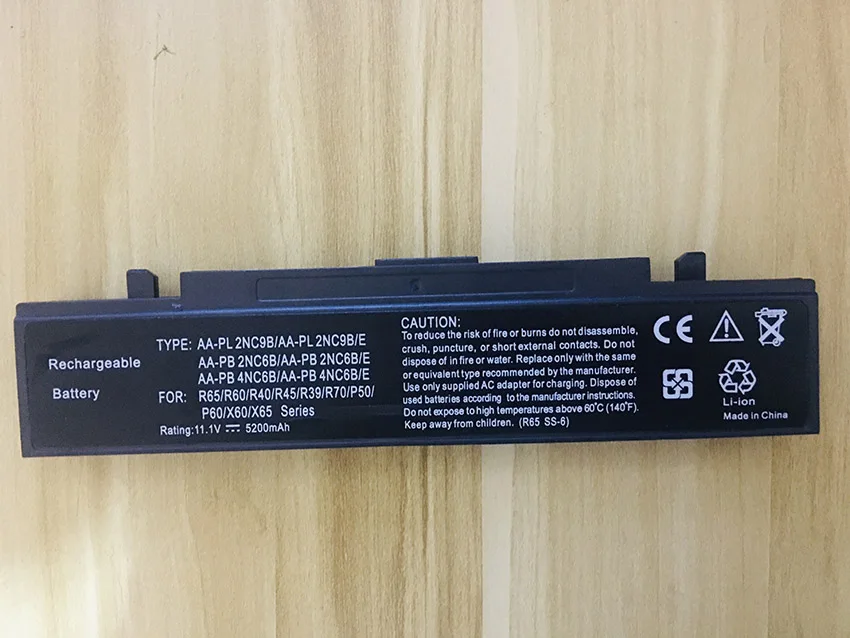 Rechargeable
Battery
TYPE: AA-PL 2NC9B/AA-PL 2NC9B/E
AA-PB 2NC6B/AA-PB 2NC6B/E
AA-PB 4NC6B/AA-PB 4NC6B/E
FOR: R65/R60/R40/R45/R39/R70/P50/
P60/X60/X65 Series
Rating: 11.1V ⎓ 5200mAh
CAUTION:
To reduce the risk of fire or burns do not disassemble,
crush, puncture, or short external contacts. Do not
dispose of in fire or water. Replace only with the same
or equivalent type recommended by the manufacturer.
Use only supplied AC adapter for charging. Dispose of
used batteries according to the manufacturer instructions.
Do not expose to high temperatures above 60°C (140°F).
Keep away from children. (R65 SS-6)
CE
Li-ion
Made in China